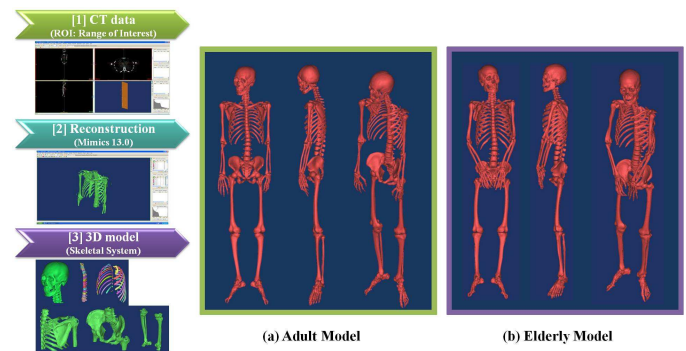 [1] CT data
(ROI: Range of Interest)
[2] Reconstruction
(Mimics 13.0)
[3] 3D model
(Skeletal System)
(a) Adult Model
(b) Elderly Model